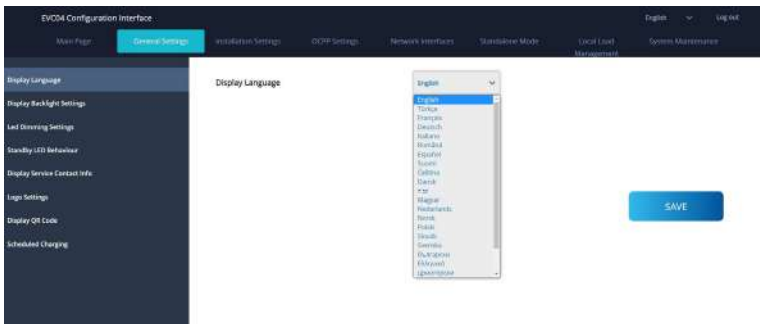 EVC04 Configuration Interface
English
Log out
Main Page
General Settings
Installation Settings
OCPP Settings
Network Interfaces
Standalone Mode
Local Load
Management
System Maintenance
Display Language
Display Language
English
Display Backlight Settings
Led Dimming Settings
Standby LED Behaviour
Display Service Contact Info
Logo Settings
Display QR Code
Scheduled Charging
English
Türkçe
Français
Deutsch
Italiano
Română
Español
Suomi
Čeština
Dansk
Magyar
Nederlands
Norsk
Polski
Svenska
Ελληνικά
SAVE